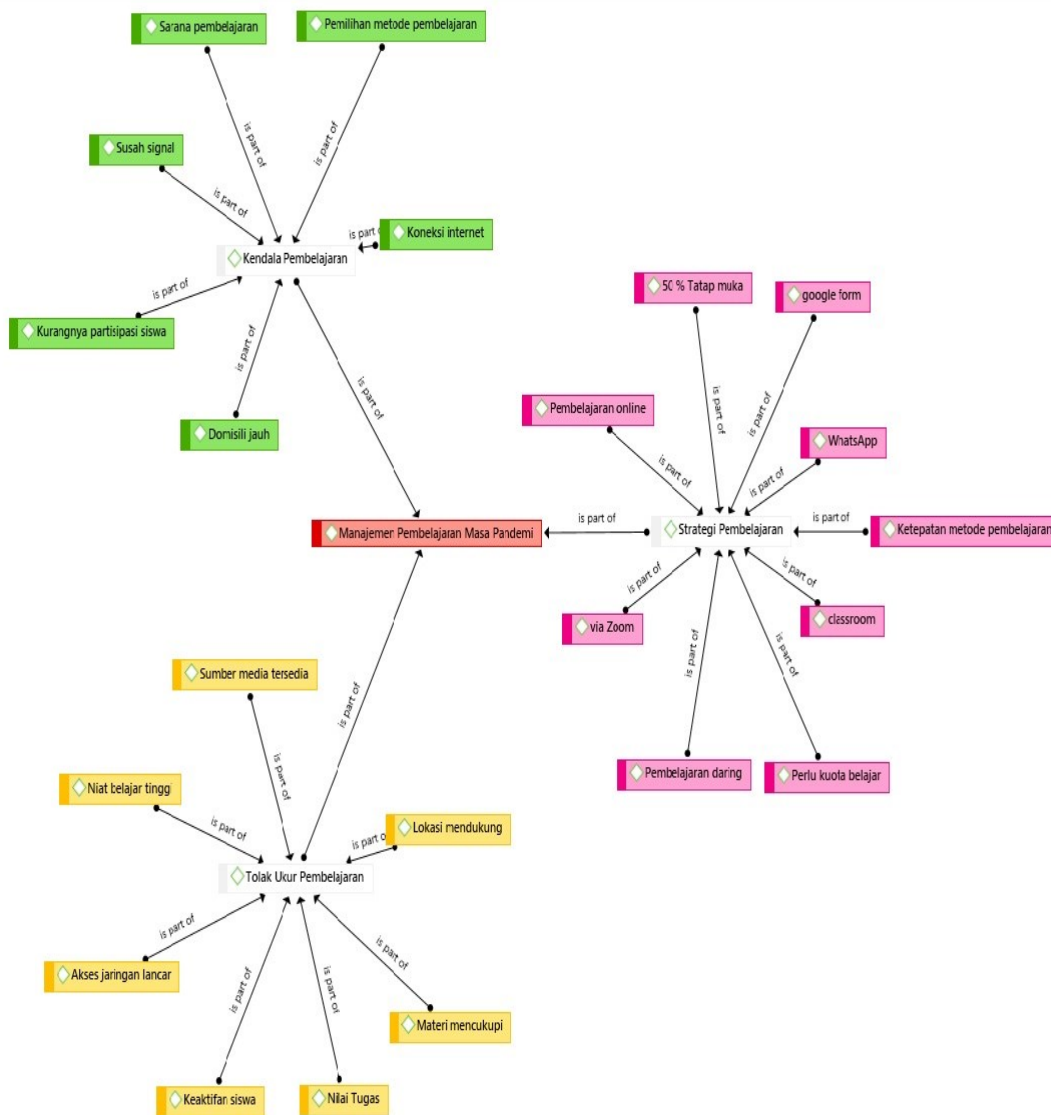 Sarana pembelajaran
Pemilihan metode pembelajaran
is part of
is part of
Susah signal
is part of
Koneksi internet
is part of
Kendala Pembelajaran
is part of
Kurangnya partisipasi siswa
is part of
Domisili jauh
is part of
50 % Tatap muka
google form
is part of
is part of
Pembelajaran online
is part of
WhatsApp
is part of
Manajemen Pembelajaran Masa Pandemi
is part of
Strategi Pembelajaran
is part of
Ketepatan metode pembelajaran
is part of
via Zoom
is part of
classroom
is part of
is part of
Pembelajaran daring
Perlu kuota belajar
is part of
Sumber media tersedia
is part of
Niat belajar tinggi
is part of
Lokasi mendukung
is part of
Tolak Ukur Pembelajaran
is part of
Akses jaringan lancar
is part of
is part of
is part of
Materi mencukupi
Keaktifan siswa
Nilai Tugas